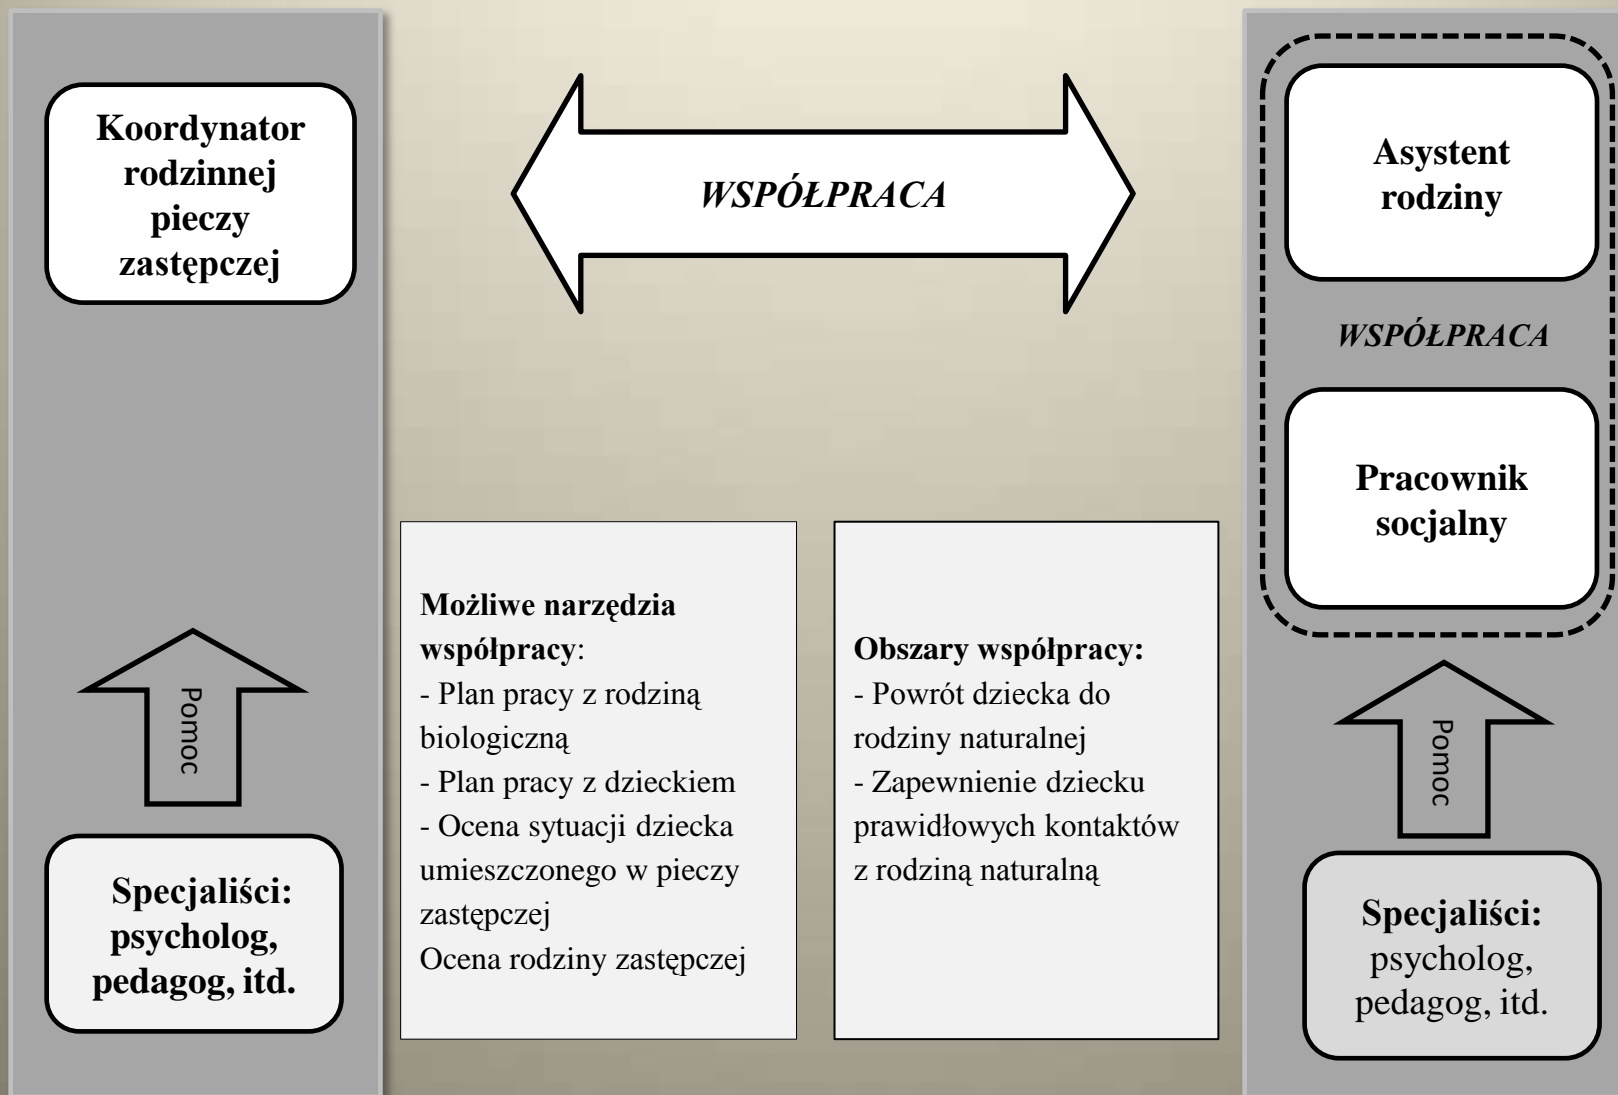 Koordynator
rodzinnej
pieczy
zastępczej
WSPÓŁPRACA
Asystent
rodziny
WSPÓŁPRACA
Pracownik
socjalny
Pomoc
Specjaliści:
psycholog,
pedagog, itd.
Możliwe narzędzia
współpracy:
- Plan pracy z rodziną
biologiczną
- Plan pracy z dzieckiem
- Ocena sytuacji dziecka
umieszczonego w pieczy
zastępczej
Ocena rodziny zastępczej
Obszary współpracy:
- Powrót dziecka do
rodziny naturalnej
- Zapewnienie dziecku
prawidłowych kontaktów
z rodziną naturalną
Pomoc
Specjaliści:
psycholog,
pedagog, itd.